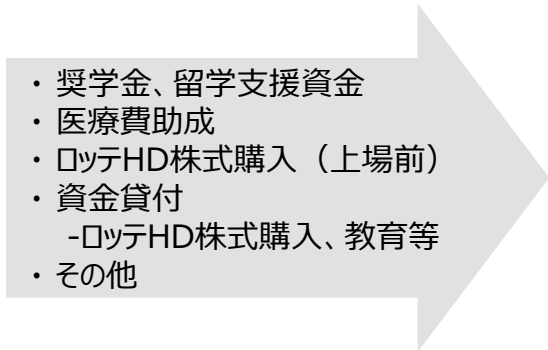 ・ 奨学金、留学支援資金
・ 医療費助成
・ ロッテHD株式購入（上場前）
・ 資金貸付
-ロッテHD株式購入、教育等
・ その他